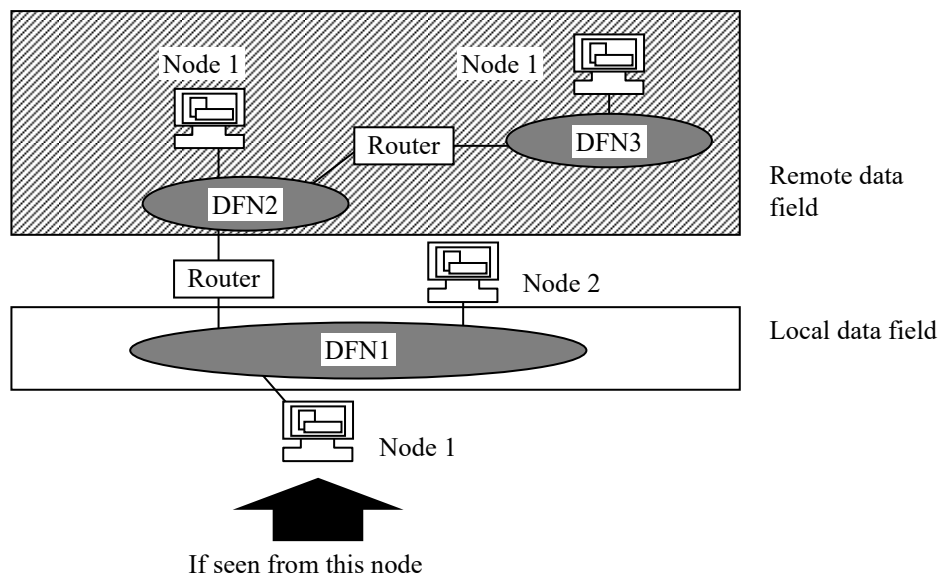 Node 1
Node 1
Router
DFN3
DFN2
Remote data
field
Router
Node 2
Local data field
DFN1
Node 1
If seen from this node